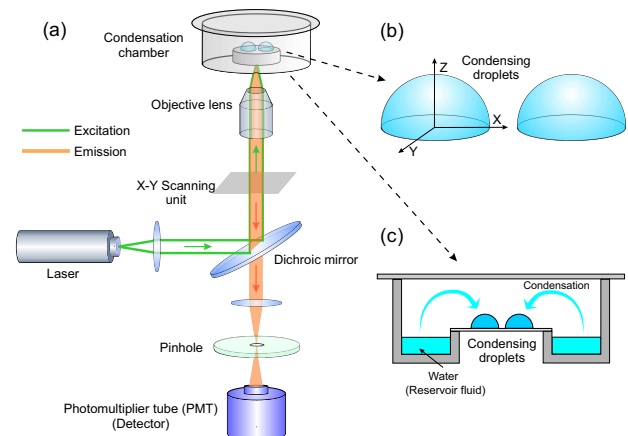 (a)
Condensation
chamber
Objective lens
Excitation
Emission
X-Y Scanning
unit
Laser
Dichroic mirror
Pinhole
Photomultiplier tube (PMT)
(Detector)
(b)
Condensing
droplets
Z
X
Y
(c)
Condensation
Condensing
droplets
Water
(Reservoir fluid)